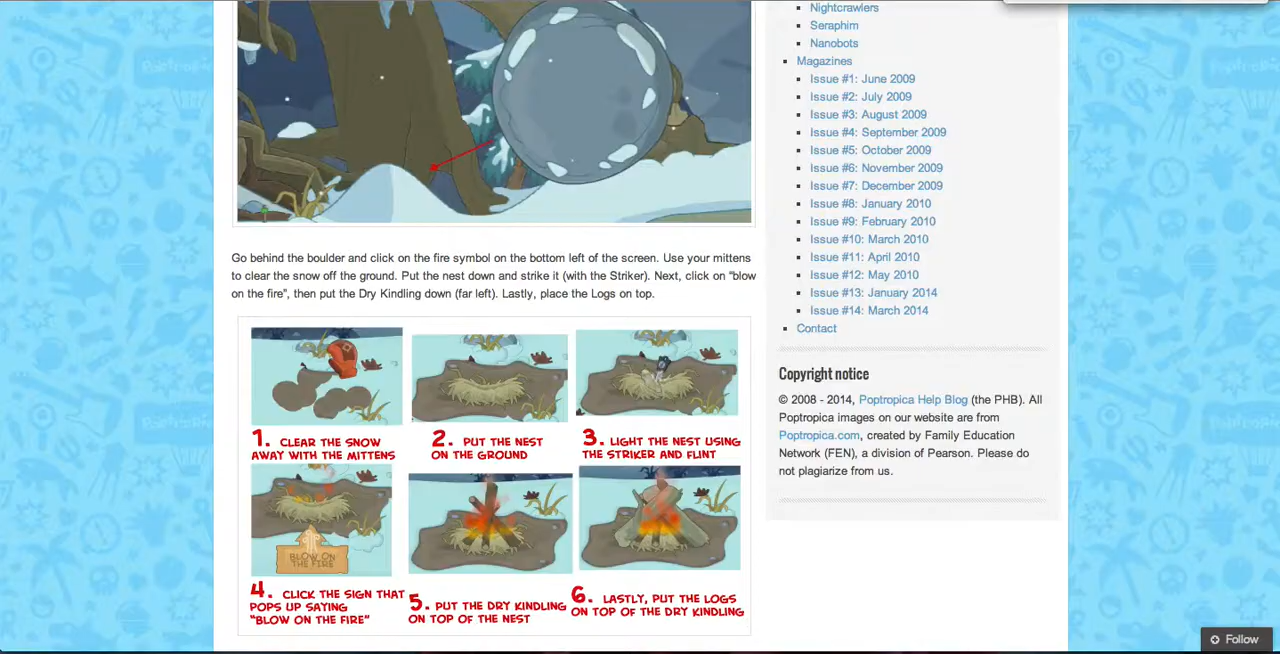 Nightcrawlers
Seraphim
Nanobots
Magazines
Issue #1: June 2009
Issue #2: July 2009
Issue #3: August 2009
Issue #4: September 2009
Issue #5: October 2009
Issue #6: November 2009
Issue #7: December 2009
Issue #8: January 2010
Issue #9: February 2010
Issue #10: March 2010
Issue #11: April 2010
Issue #12: May 2010
Issue #13: January 2014
Issue #14: March 2014
Contact
Go behind the boulder and click on the fire symbol on the bottom left of the screen. Use your mittens
to clear the snow off the ground. Put the nest down and strike it (with the Striker). Next, click on “blow
on the fire”, then put the Dry Kindling down (far left). Lastly, place the Logs on top.
1. CLEAR THE SNOW
AWAY WITH THE MITTENS
2. PUT THE NEST
ON THE GROUND
3. LIGHT THE NEST USING
THE STRIKER AND FLINT
BLOW ON
THE FIRE
4. CLICK THE SIGN THAT
POPS UP SAYING
"BLOW ON THE FIRE"
5. PUT THE DRY KINDLING
ON TOP OF THE NEST
6. LASTLY, PUT THE LOGS
ON TOP OF THE DRY KINDLING
Copyright notice
© 2008 - 2014, Poptropica Help Blog (the PHB). All
Poptropica images on our website are from
Poptropica.com, created by Family Education
Network (FEN), a division of Pearson. Please do
not plagiarize from us.
Follow